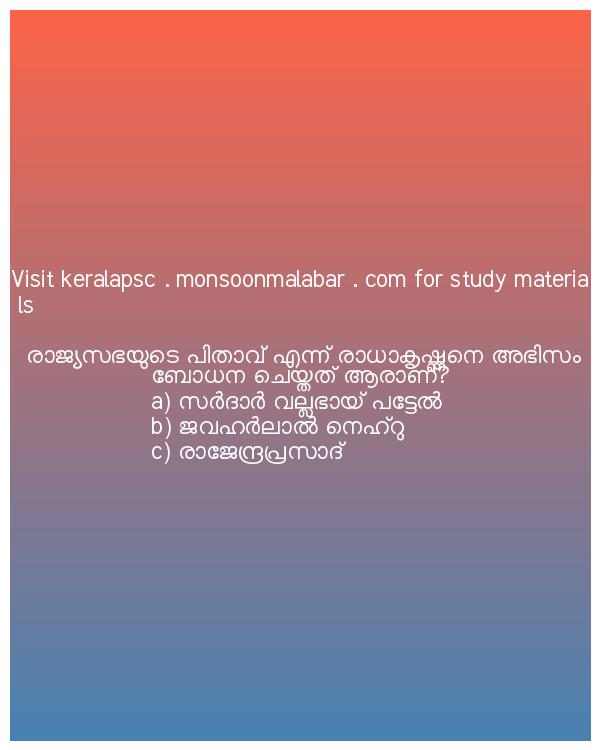 Visit keralapsc . monsoonmalabar . com for study materia
ls
രാജ്യസഭയുടെ പിതാവ് എന്ന് രാധാകൃഷ്ണനെ അഭിസം
ബോധന ചെയ്തത് ആരാണ്?
a) സർദാർ വല്ലഭായ് പട്ടേൽ
b) ജവഹർലാൽ നെഹ്റു
c) രാജേന്ദ്രപ്രസാദ്